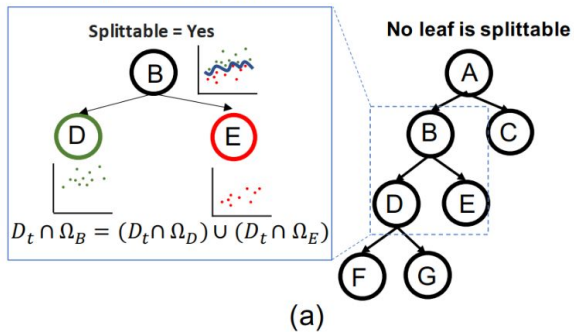 Splittable = Yes
B
D
E
D_t ∩ Ω_B = (D_t ∩ Ω_D) ∪ (D_t ∩ Ω_E)
No leaf is splittable
A
B
C
D
E
F
G
(a)